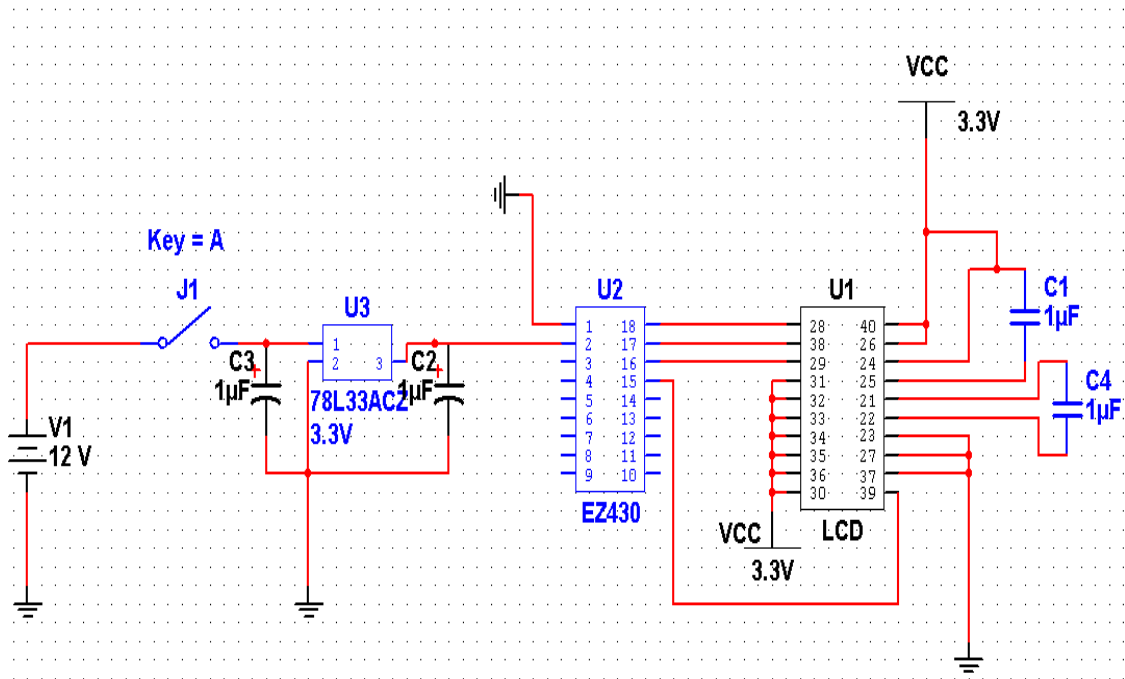 VCC
3.3V
Key = A
J1
U3
1
2
3
78L33ACZ
3.3V
C3
1µF
C2
1µF
V1
12 V
U2
1 18
2 17
3 16
4 15
5 14
6 13
7 12
8 11
9 10
EZ430
U1
28 40
38 26
29 24
31 25
32 21
33 22
34 23
35 27
36 37
30 39
LCD
VCC
3.3V
C1
1µF
C4
1µF